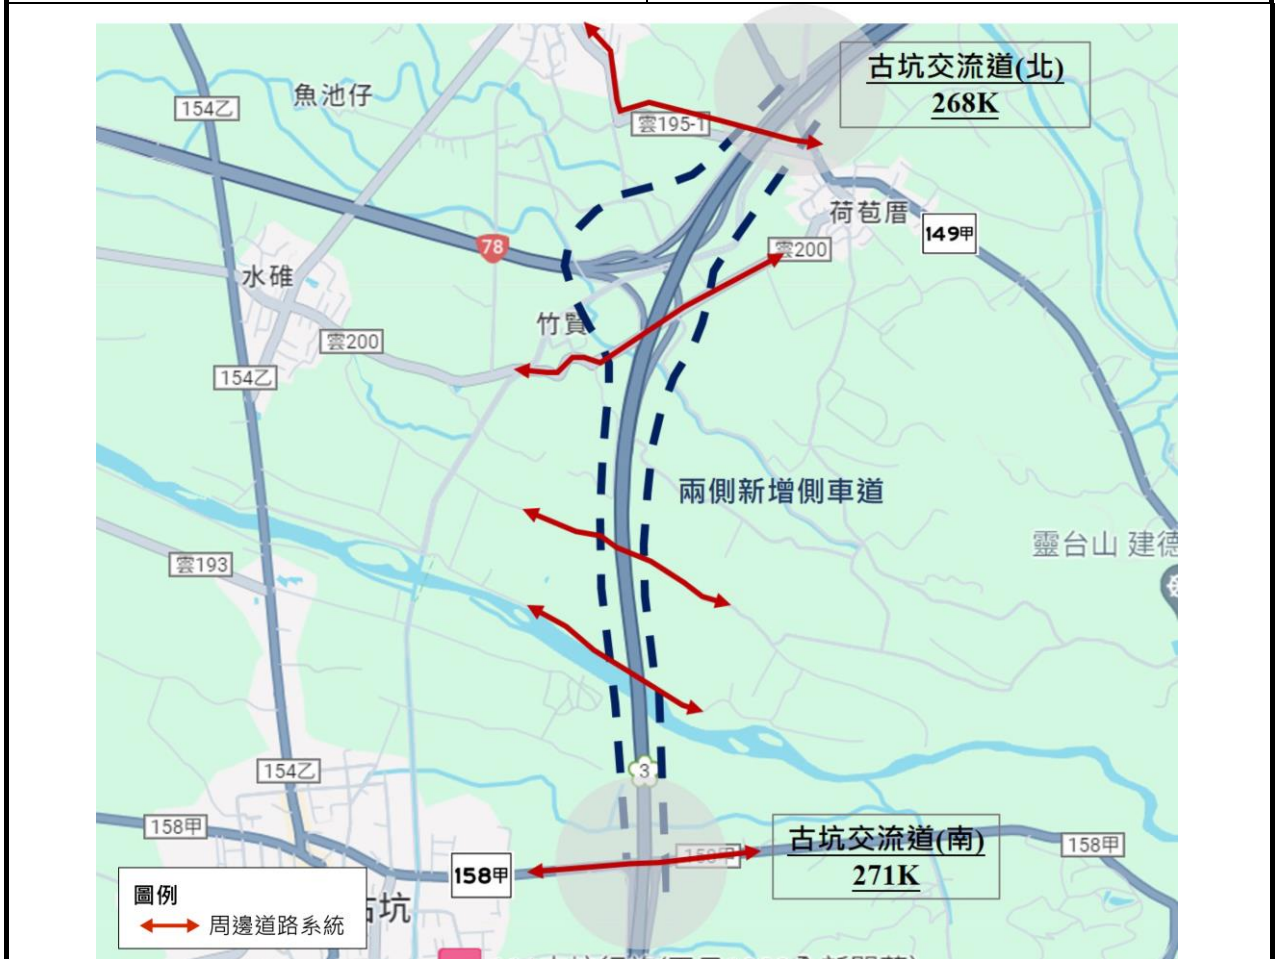 古坑交流道(北)
268K
154乙
魚池仔
雲195-1
荷苞厝
149甲
78
雲200
水碓
竹賢
雲200
154乙
兩側新增側車道
靈台山 建德
雲193
3
154乙
158甲
古坑交流道(南)
271K
158甲
158甲
158甲
圖例
周邊道路系統
古坑